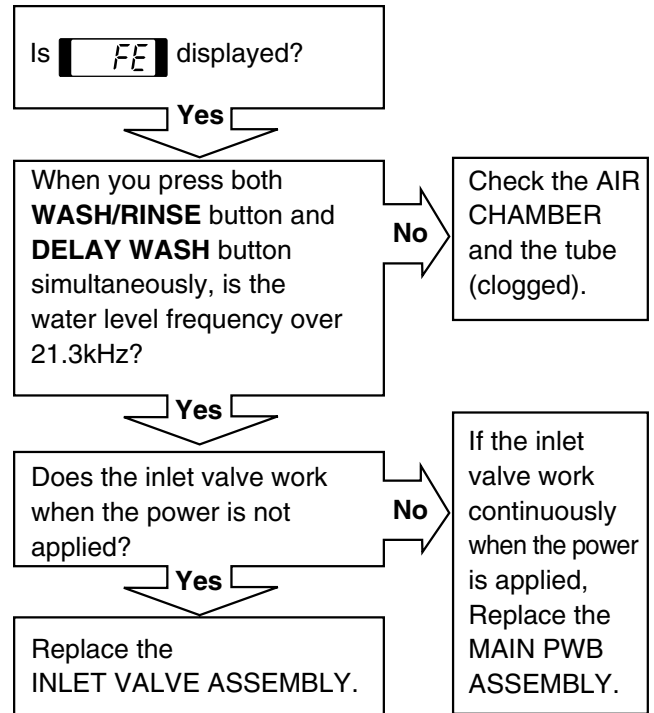 Is FE displayed?
Yes
When you press both
WASH/RINSE button and
DELAY WASH button
simultaneously, is the
water level frequency over
21.3kHz?
No
Check the AIR
CHAMBER
and the tube
(clogged).
Yes
Does the inlet valve work
when the power is not
applied?
No
If the inlet
valve work
continuously
when the power
is applied,
Replace the
MAIN PWB
ASSEMBLY.
Yes
Replace the
INLET VALVE ASSEMBLY.